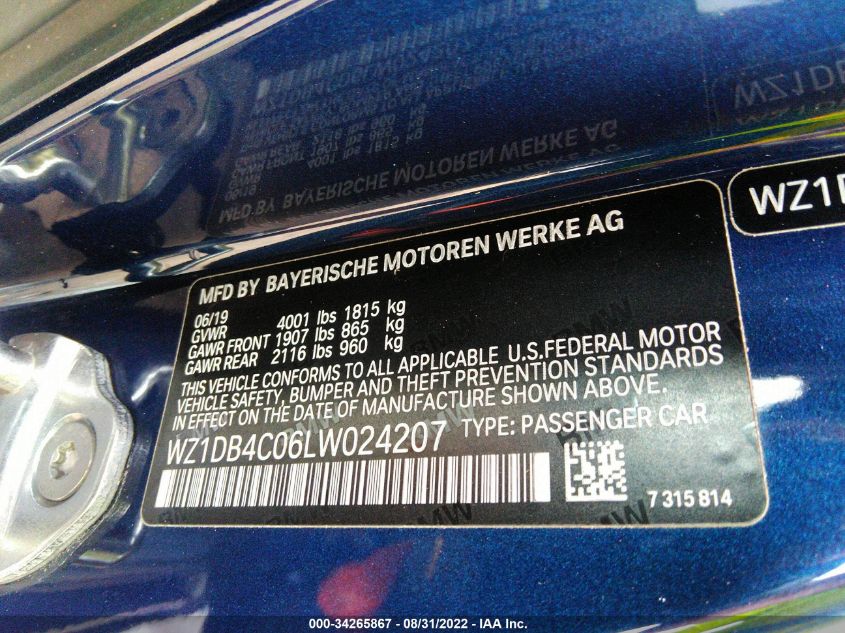 MFD BY BAYERISCHE MOTOREN WERKE AG
06/19
GVWR 4001 lbs 1815 kg
GAWR FRONT 1907 lbs 865 kg
GAWR REAR 2116 lbs 960 kg
THIS VEHICLE CONFORMS TO ALL APPLICABLE U.S.FEDERAL MOTOR
VEHICLE SAFETY, BUMPER AND THEFT PREVENTION STANDARDS
IN EFFECT ON THE DATE OF MANUFACTURE SHOWN ABOVE.
WZ1DB4C06LW024207 TYPE: PASSENGER CAR
7 315 814
WZ1D
000-34265867 - 08/31/2022 - IAA Inc.